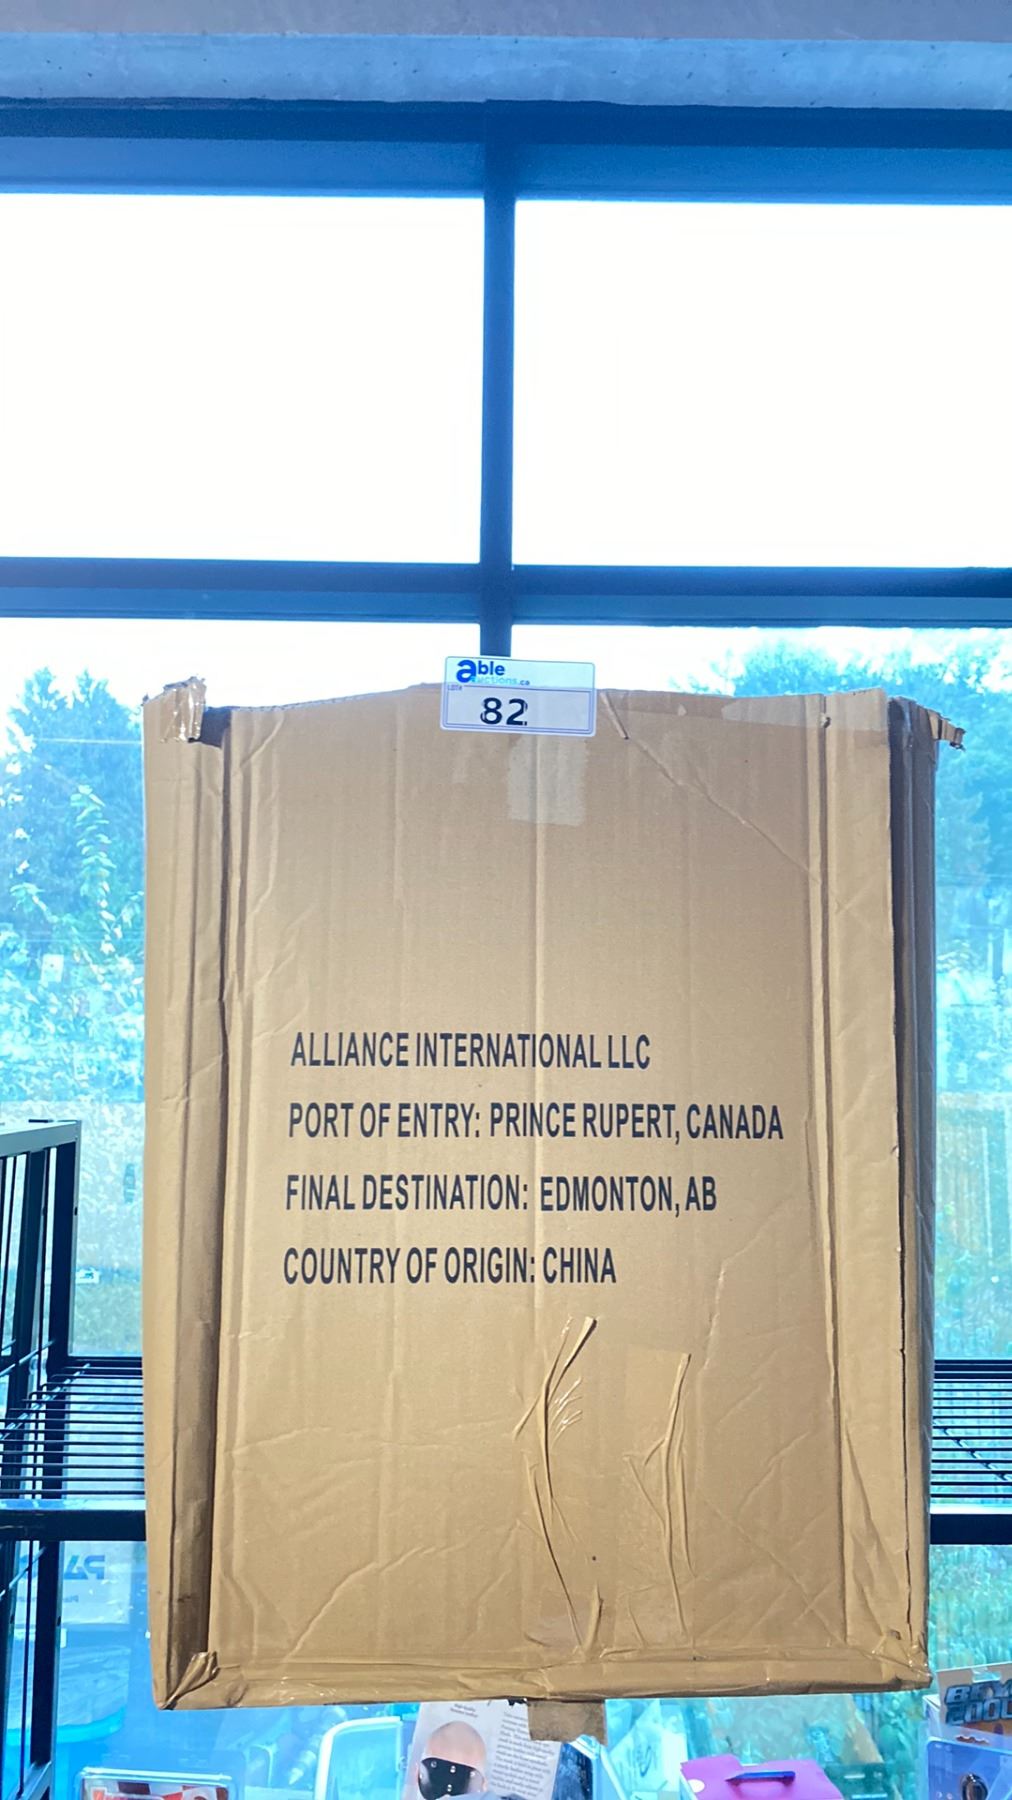 able
auctions.ca
LOT#
82
ALLIANCE INTERNATIONAL LLC
PORT OF ENTRY: PRINCE RUPERT, CANADA
FINAL DESTINATION: EDMONTON, AB
COUNTRY OF ORIGIN: CHINA